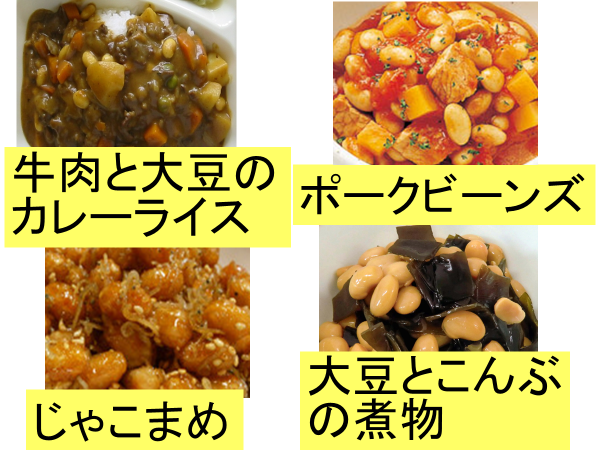 牛肉と大豆の
カレーライス
ポークビーンズ
じゃこまめ
大豆とこんぶ
の煮物